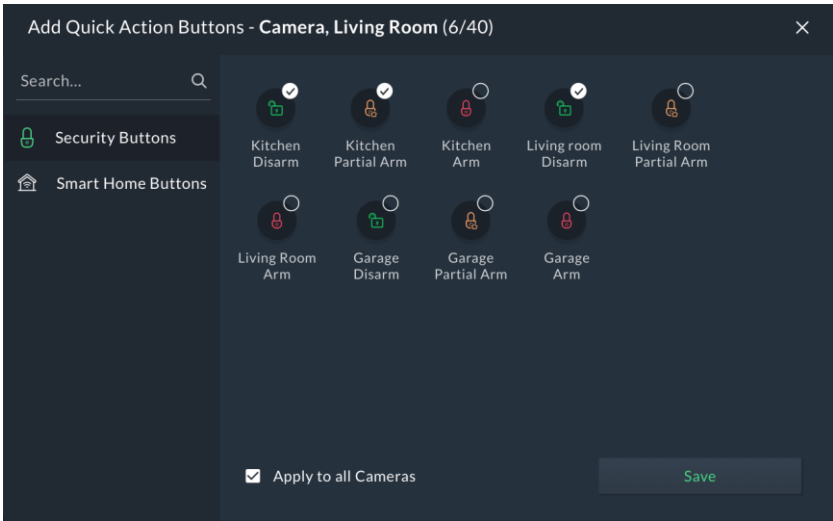 Add Quick Action Buttons - Camera, Living Room (6/40)
Search...
Security Buttons
Smart Home Buttons
Kitchen
Disarm
Kitchen
Partial Arm
Kitchen
Arm
Living room
Disarm
Living Room
Partial Arm
Living Room
Arm
Garage
Disarm
Garage
Partial Arm
Garage
Arm
Apply to all Cameras
Save